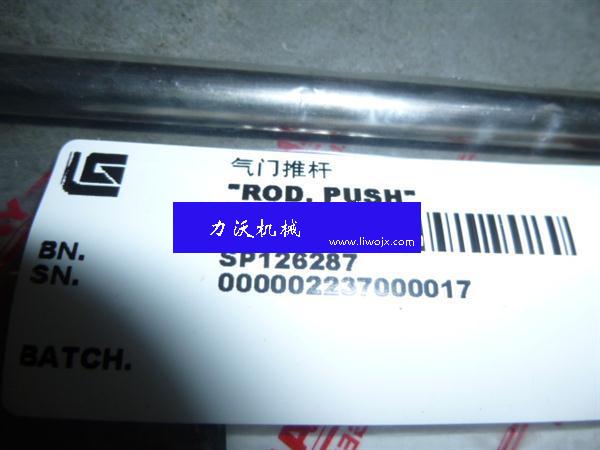 气门推杆
"ROD, PUSH"
力沃机械
www.liwojx.com
BN.
SP126287
SN.
000002237000017
BATCH.